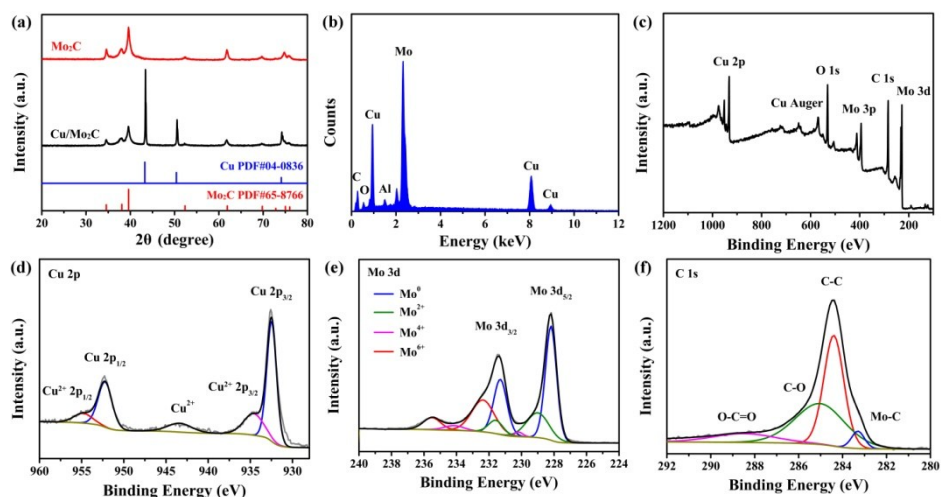 (a)
Mo₂C
Cu/Mo₂C
Cu PDF#04-0836
Mo₂C PDF#65-8766
Intensity (a.u.)
20 30 40 50 60 70 80
2θ (degree)
(b)
Mo
Cu
C
O
Al
Cu
Cu
Counts
0 2 4 6 8 10 12
Energy (keV)
(c)
Cu 2p
Cu Auger
O 1s
Mo 3p
C 1s
Mo 3d
Intensity (a.u.)
1200 1000 800 600 400 200
Binding Energy (eV)
(d)
Cu 2p
Cu 2p₃/₂
Cu 2p₁/₂
Cu²⁺ 2p₁/₂
Cu²⁺
Cu²⁺ 2p₃/₂
Intensity (a.u.)
960 950 940 930
Binding Energy (eV)
(e)
Mo 3d
Mo⁰
Mo²⁺
Mo⁴⁺
Mo⁶⁺
Mo 3d₅/₂
Mo 3d₃/₂
Intensity (a.u.)
240 238 236 234 232 230 228 226 224
Binding Energy (eV)
(f)
C 1s
C-C
C-O
O-C=O
Mo-C
Intensity (a.u.)
292 290 288 286 284 282 280
Binding Energy (eV)